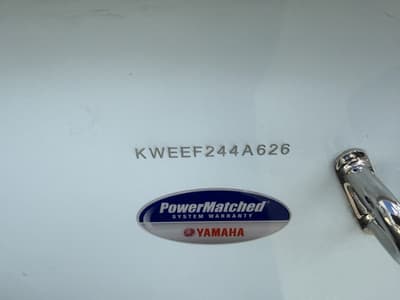 KWEEF244A626
PowerMatched
SYSTEM WARRANTY
YAMAHA